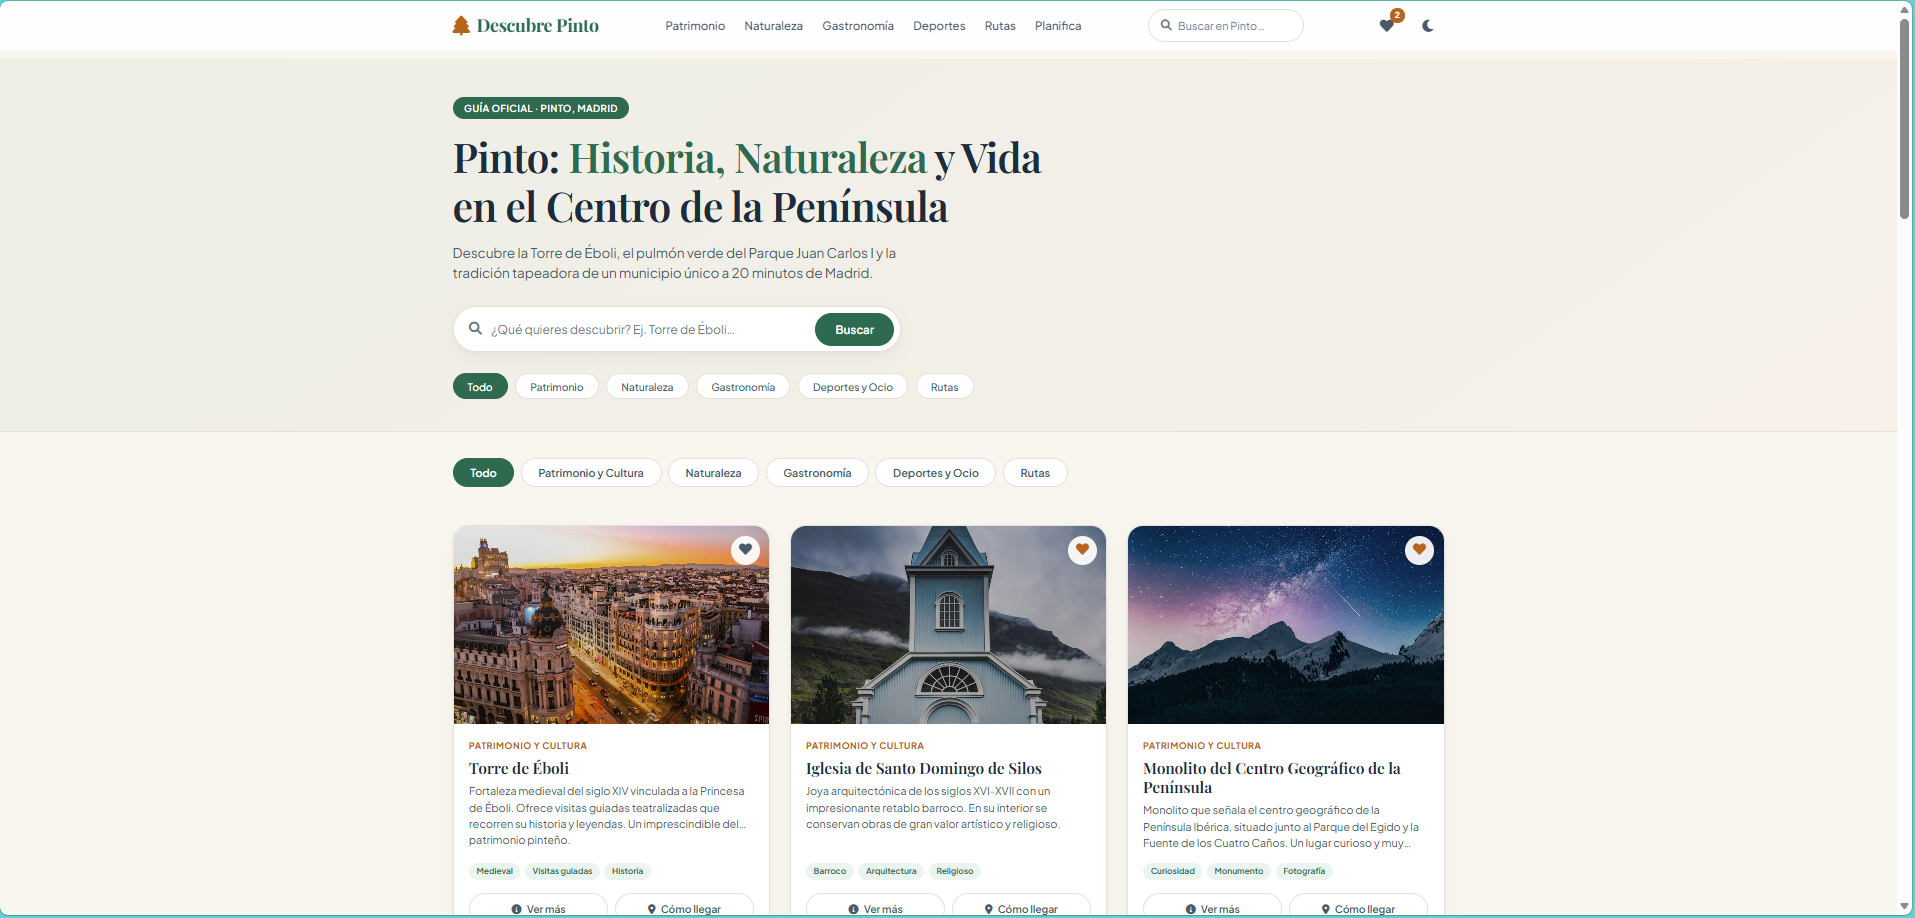 Descubre Pinto
Patrimonio
Naturaleza
Gastronomía
Deportes
Rutas
Planifica
Buscar en Pinto...
2
GUÍA OFICIAL · PINTO, MADRID
Pinto: Historia, Naturaleza y Vida
en el Centro de la Península
Descubre la Torre de Éboli, el pulmón verde del Parque Juan Carlos I y la
tradición tapeadora de un municipio único a 20 minutos de Madrid.
¿Qué quieres descubrir? Ej. Torre de Éboli...
Buscar
Todo
Patrimonio
Naturaleza
Gastronomía
Deportes y Ocio
Rutas
Todo
Patrimonio y Cultura
Naturaleza
Gastronomía
Deportes y Ocio
Rutas
PATRIMONIO Y CULTURA
Torre de Éboli
Fortaleza medieval del siglo XIV vinculada a la Princesa
de Éboli. Ofrece visitas guiadas teatralizadas que
recorren su historia y leyendas. Un imprescindible del...
patrimonio pinteño.
Medieval
Visitas guiadas
Historia
Ver más
Cómo llegar
PATRIMONIO Y CULTURA
Iglesia de Santo Domingo de Silos
Joya arquitectónica de los siglos XVI-XVII con un
impresionante retablo barroco. En su interior se
conservan obras de gran valor artístico y religioso.
Barroco
Arquitectura
Religioso
Ver más
Cómo llegar
PATRIMONIO Y CULTURA
Monolito del Centro Geográfico de la
Península
Monolito que señala el centro geográfico de la
Península Ibérica, situado junto al Parque del Egido y la
Fuente de los Cuatro Caños. Un lugar curioso y muy...
Curiosidad
Monumento
Fotografía
Ver más
Cómo llegar